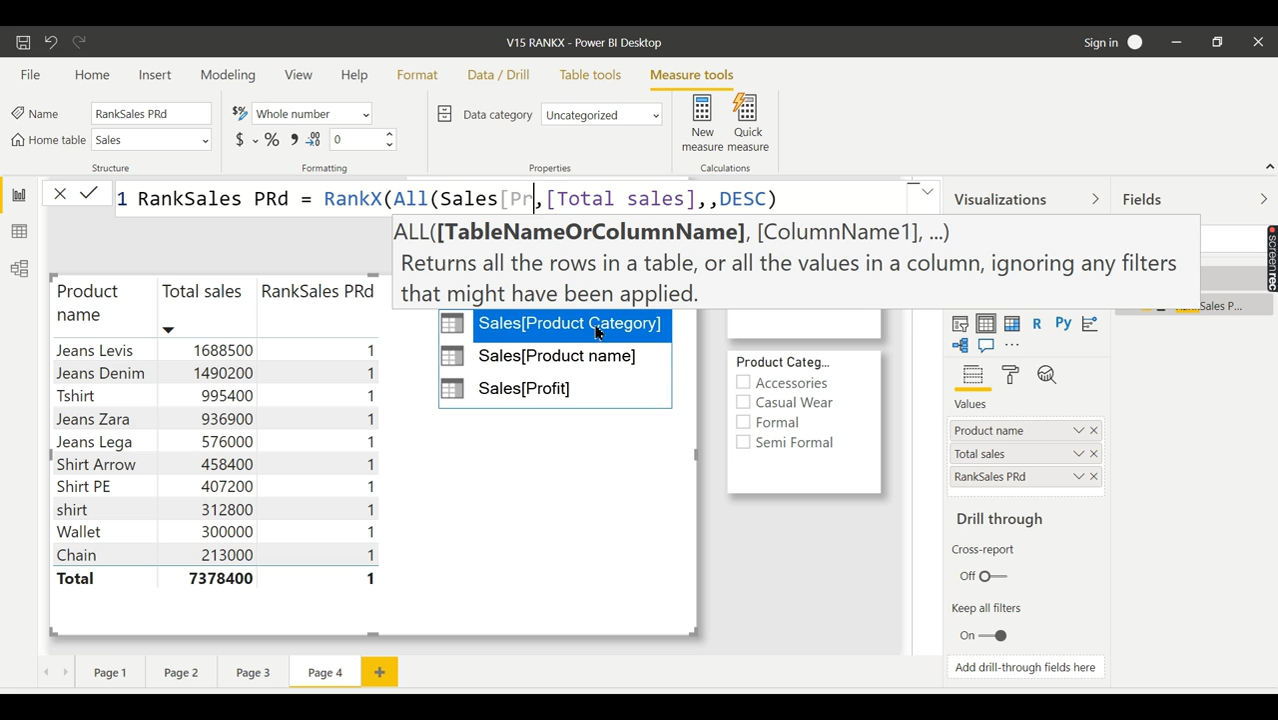 V15 RANKX - Power BI Desktop
Sign in
File Home Insert Modeling View Help Format Data / Drill Table tools Measure tools
Name RankSales PRd
Home table Sales
Structure
$% Whole number
$ % 9 .00 0
Formatting
Data category Uncategorized
Properties
New measure
Quick measure
Calculations
1 RankSales PRd = RankX(All(Sales[Pr,[Total sales],,DESC)
ALL([TableNameOrColumnName], [ColumnName1], ...)
Returns all the rows in a table, or all the values in a column, ignoring any filters
that might have been applied.
Sales[Product Category]
Sales[Product name]
Sales[Profit]
Product name Total sales RankSales PRd
Jeans Levis 1688500 1
Jeans Denim 1490200 1
Tshirt 995400 1
Jeans Zara 936900 1
Jeans Lega 576000 1
Shirt Arrow 458400 1
Shirt PE 407200 1
shirt 312800 1
Wallet 300000 1
Chain 213000 1
Total 7378400 1
Product Categ...
Accessories
Casual Wear
Formal
Semi Formal
Visualizations
R Py
...
Values
Product name
Total sales
RankSales PRd
Drill through
Cross-report
Off
Keep all filters
On
Add drill-through fields here
Fields
Sales P...
screenrec
Page 1 Page 2 Page 3 Page 4 +